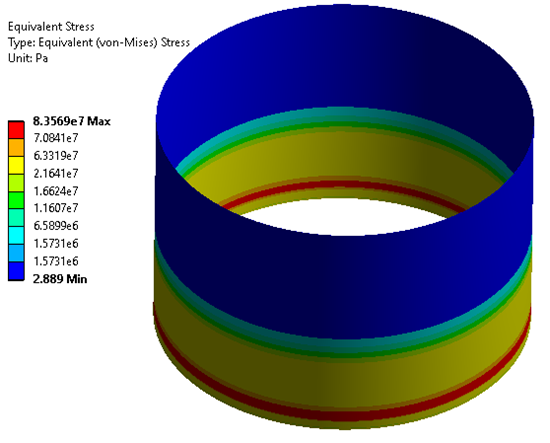 Equivalent Stress
Type: Equivalent (von-Mises) Stress
Unit: Pa
8.3569e7 Max
7.0841e7
6.3319e7
2.1641e7
1.6624e7
1.1607e7
6.5899e6
1.5731e6
1.5731e6
2.889 Min